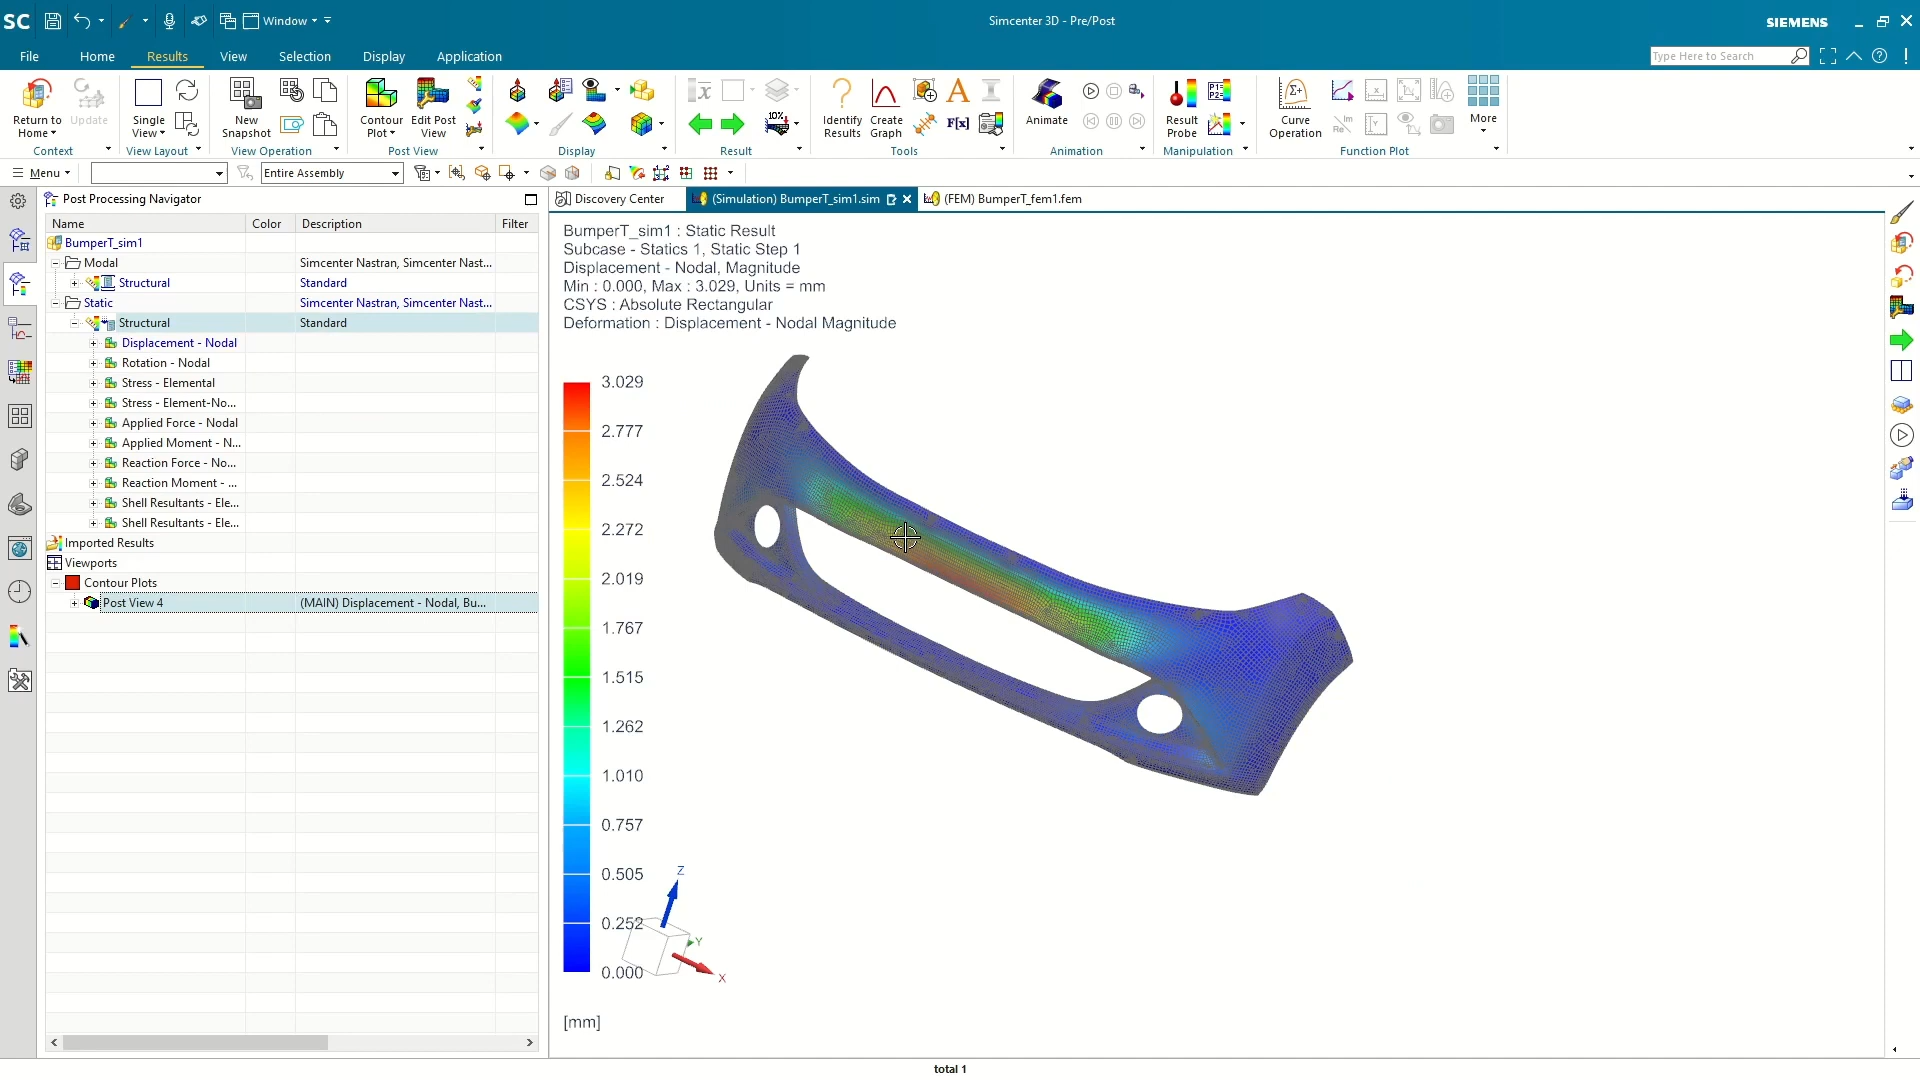 SC
Window
Simcenter 3D - Pre/Post
SIEMENS
File
Home
Results
View
Selection
Display
Application
Type Here to Search
Return to Home
Update
Single View
New Snapshot
Contour Plot
Edit Post View
10%
Identify Results
Create Graph
F[x]
Animate
Result Probe
P1=
P2=
Curve Operation
More
Context
View Layout
View Operation
Post View
Display
Result
Tools
Animation
Manipulation
Function Plot
Menu
Entire Assembly
Post Processing Navigator
Discovery Center
(Simulation) BumperT_sim1.sim
(FEM) BumperT_fem1.fem
Name
Color
Description
Filter
BumperT_sim1
Modal
Simcenter Nastran, Simcenter Nast...
Structural
Standard
Static
Simcenter Nastran, Simcenter Nast...
Structural
Standard
Displacement - Nodal
Rotation - Nodal
Stress - Elemental
Stress - Element-No...
Applied Force - Nodal
Applied Moment - N...
Reaction Force - No...
Reaction Moment - ...
Shell Resultants - Ele...
Shell Resultants - Ele...
Imported Results
Viewports
Contour Plots
Post View 4
(MAIN) Displacement - Nodal, Bu...
BumperT_sim1 : Static Result
Subcase - Statics 1, Static Step 1
Displacement - Nodal, Magnitude
Min : 0.000, Max : 3.029, Units = mm
CSYS : Absolute Rectangular
Deformation : Displacement - Nodal Magnitude
3.029
2.777
2.524
2.272
2.019
1.767
1.515
1.262
1.010
0.757
0.505
0.252
0.000
Z
Y
X
[mm]
total 1